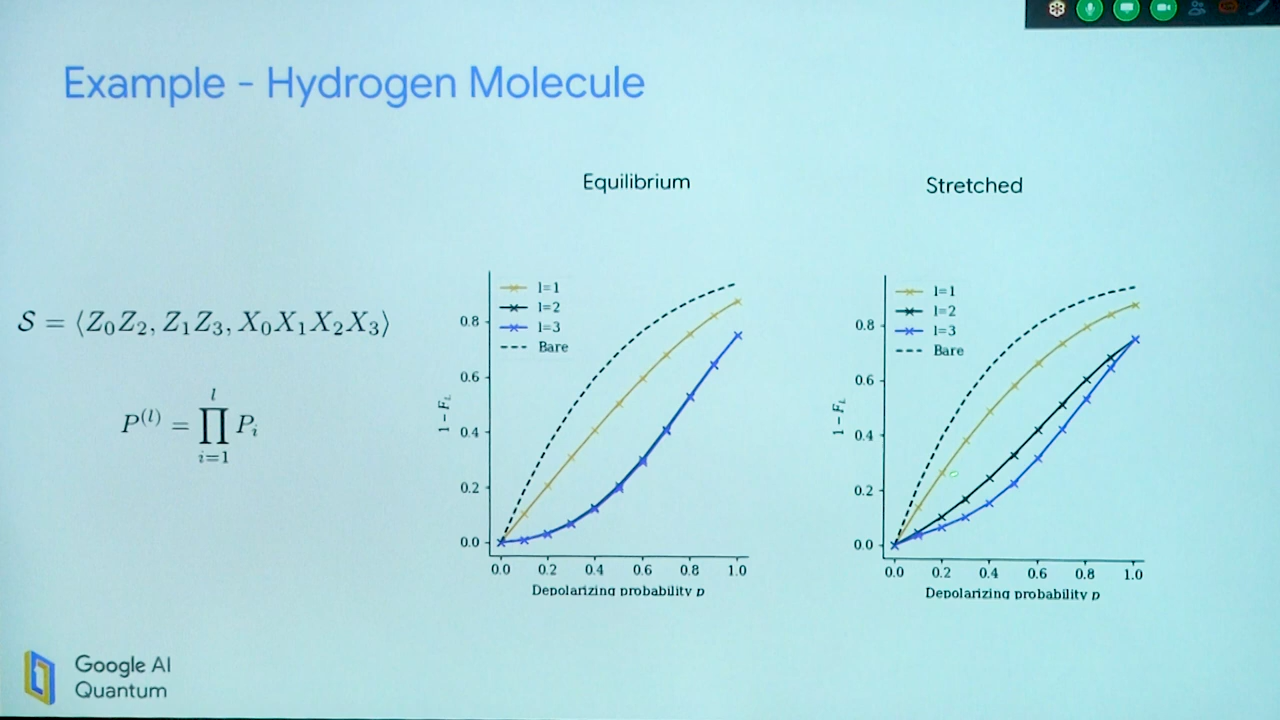 Example - Hydrogen Molecule
Equilibrium
Stretched
S = ⟨Z₀Z₂, Z₁Z₃, X₀X₁X₂X₃⟩
P⁽ˡ⁾ = ∏ᵢ₌₁ˡ Pᵢ
l=1
l=2
l=3
Bare
1 − F_L
0.8
0.6
0.4
0.2
0.0
0.0 0.2 0.4 0.6 0.8 1.0
Depolarizing probability p
l=1
l=2
l=3
Bare
1 − F_L
0.8
0.6
0.4
0.2
0.0
0.0 0.2 0.4 0.6 0.8 1.0
Depolarizing probability p
Google AI
Quantum